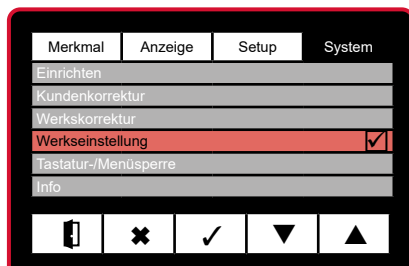 Merkmal Anzeige Setup System
Einrichten
Kundenkorrektur
Werkskorrektur
Werkseinstellung
Tastatur-/Menüsperre
Info